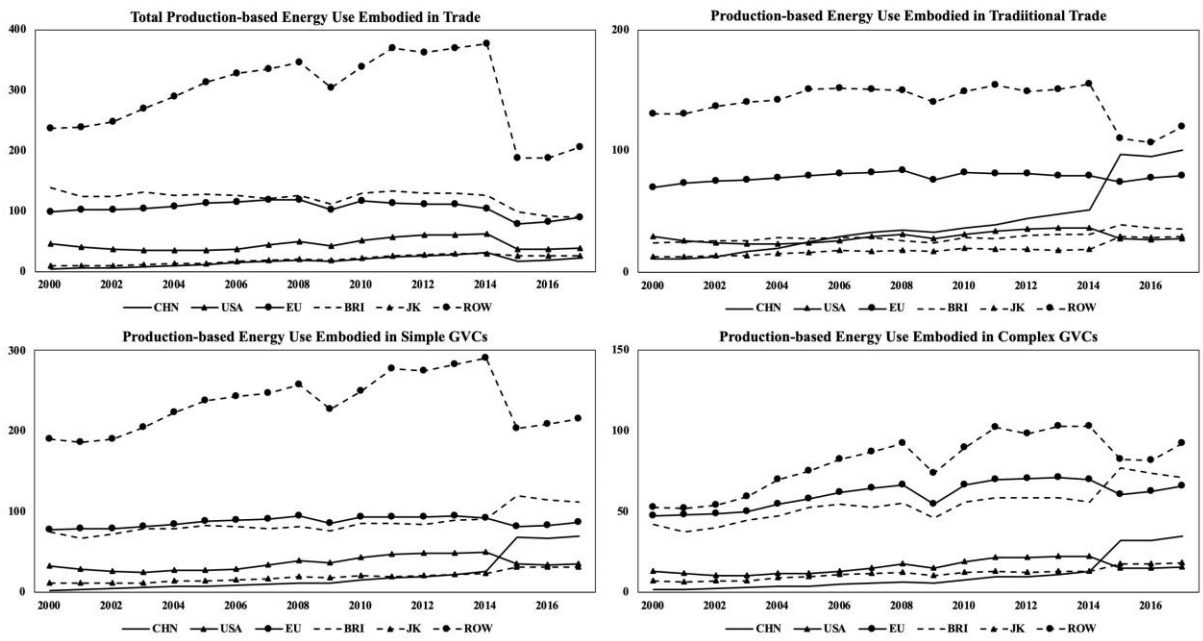 Total Production-based Energy Use Embodied in Trade
400
300
200
100
0
2000 2002 2004 2006 2008 2010 2012 2014 2016
CHN USA EU BRI JK ROW
Production-based Energy Use Embodied in Tradiitional Trade
200
100
0
2000 2002 2004 2006 2008 2010 2012 2014 2016
CHN USA EU BRI JK ROW
Production-based Energy Use Embodied in Simple GVCs
300
200
100
0
2000 2002 2004 2006 2008 2010 2012 2014 2016
CHN USA EU BRI JK ROW
Production-based Energy Use Embodied in Complex GVCs
150
100
50
0
2000 2002 2004 2006 2008 2010 2012 2014 2016
CHN USA EU BRI JK ROW